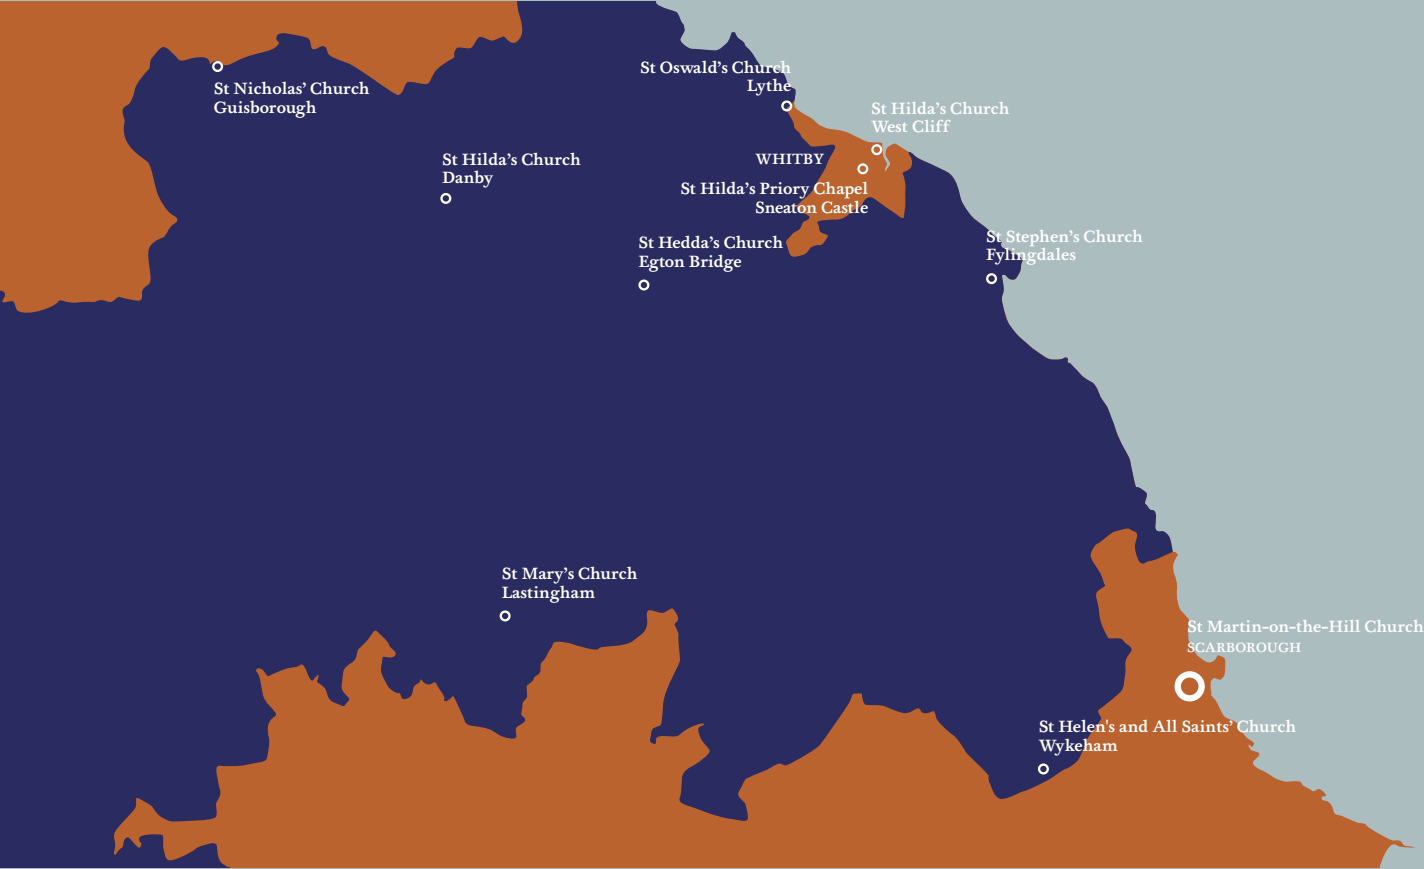 St Oswald’s Church
Lythe
St Nicholas’ Church
Guisborough
St Hilda’s Church
West Cliff
St Hilda’s Church
Danby
WHITBY
St Hilda’s Priory Chapel
Sneaton Castle
St Hedda’s Church
Egton Bridge
St Stephen’s Church
Fylingdales
St Mary’s Church
Lastingham
St Martin-on-the-Hill Church
SCARBOROUGH
St Helen's and All Saints’ Church
Wykeham